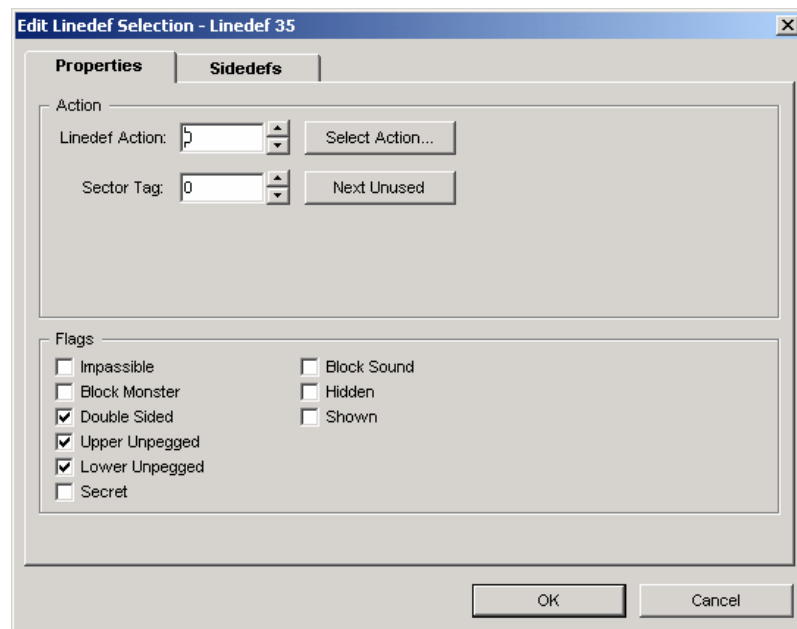 Edit Linedef Selection - Linedef 35
Properties
Sidedefs
Action
Linedef Action:
Select Action...
Sector Tag:
0
Next Unused
Flags
Impassible
Block Monster
Double Sided
Upper Unpegged
Lower Unpegged
Secret
Block Sound
Hidden
Shown
OK
Cancel